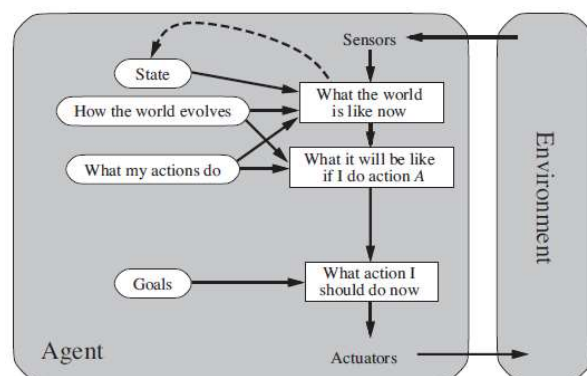 Sensors
State
What the world
is like now
How the world evolves
What it will be like
if I do action A
What my actions do
Environment
What action I
should do now
Goals
Agent
Actuators